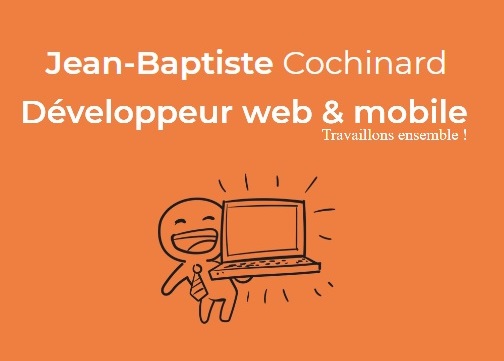 Jean-Baptiste Cochinard
Développeur web & mobile
Travaillons ensemble !